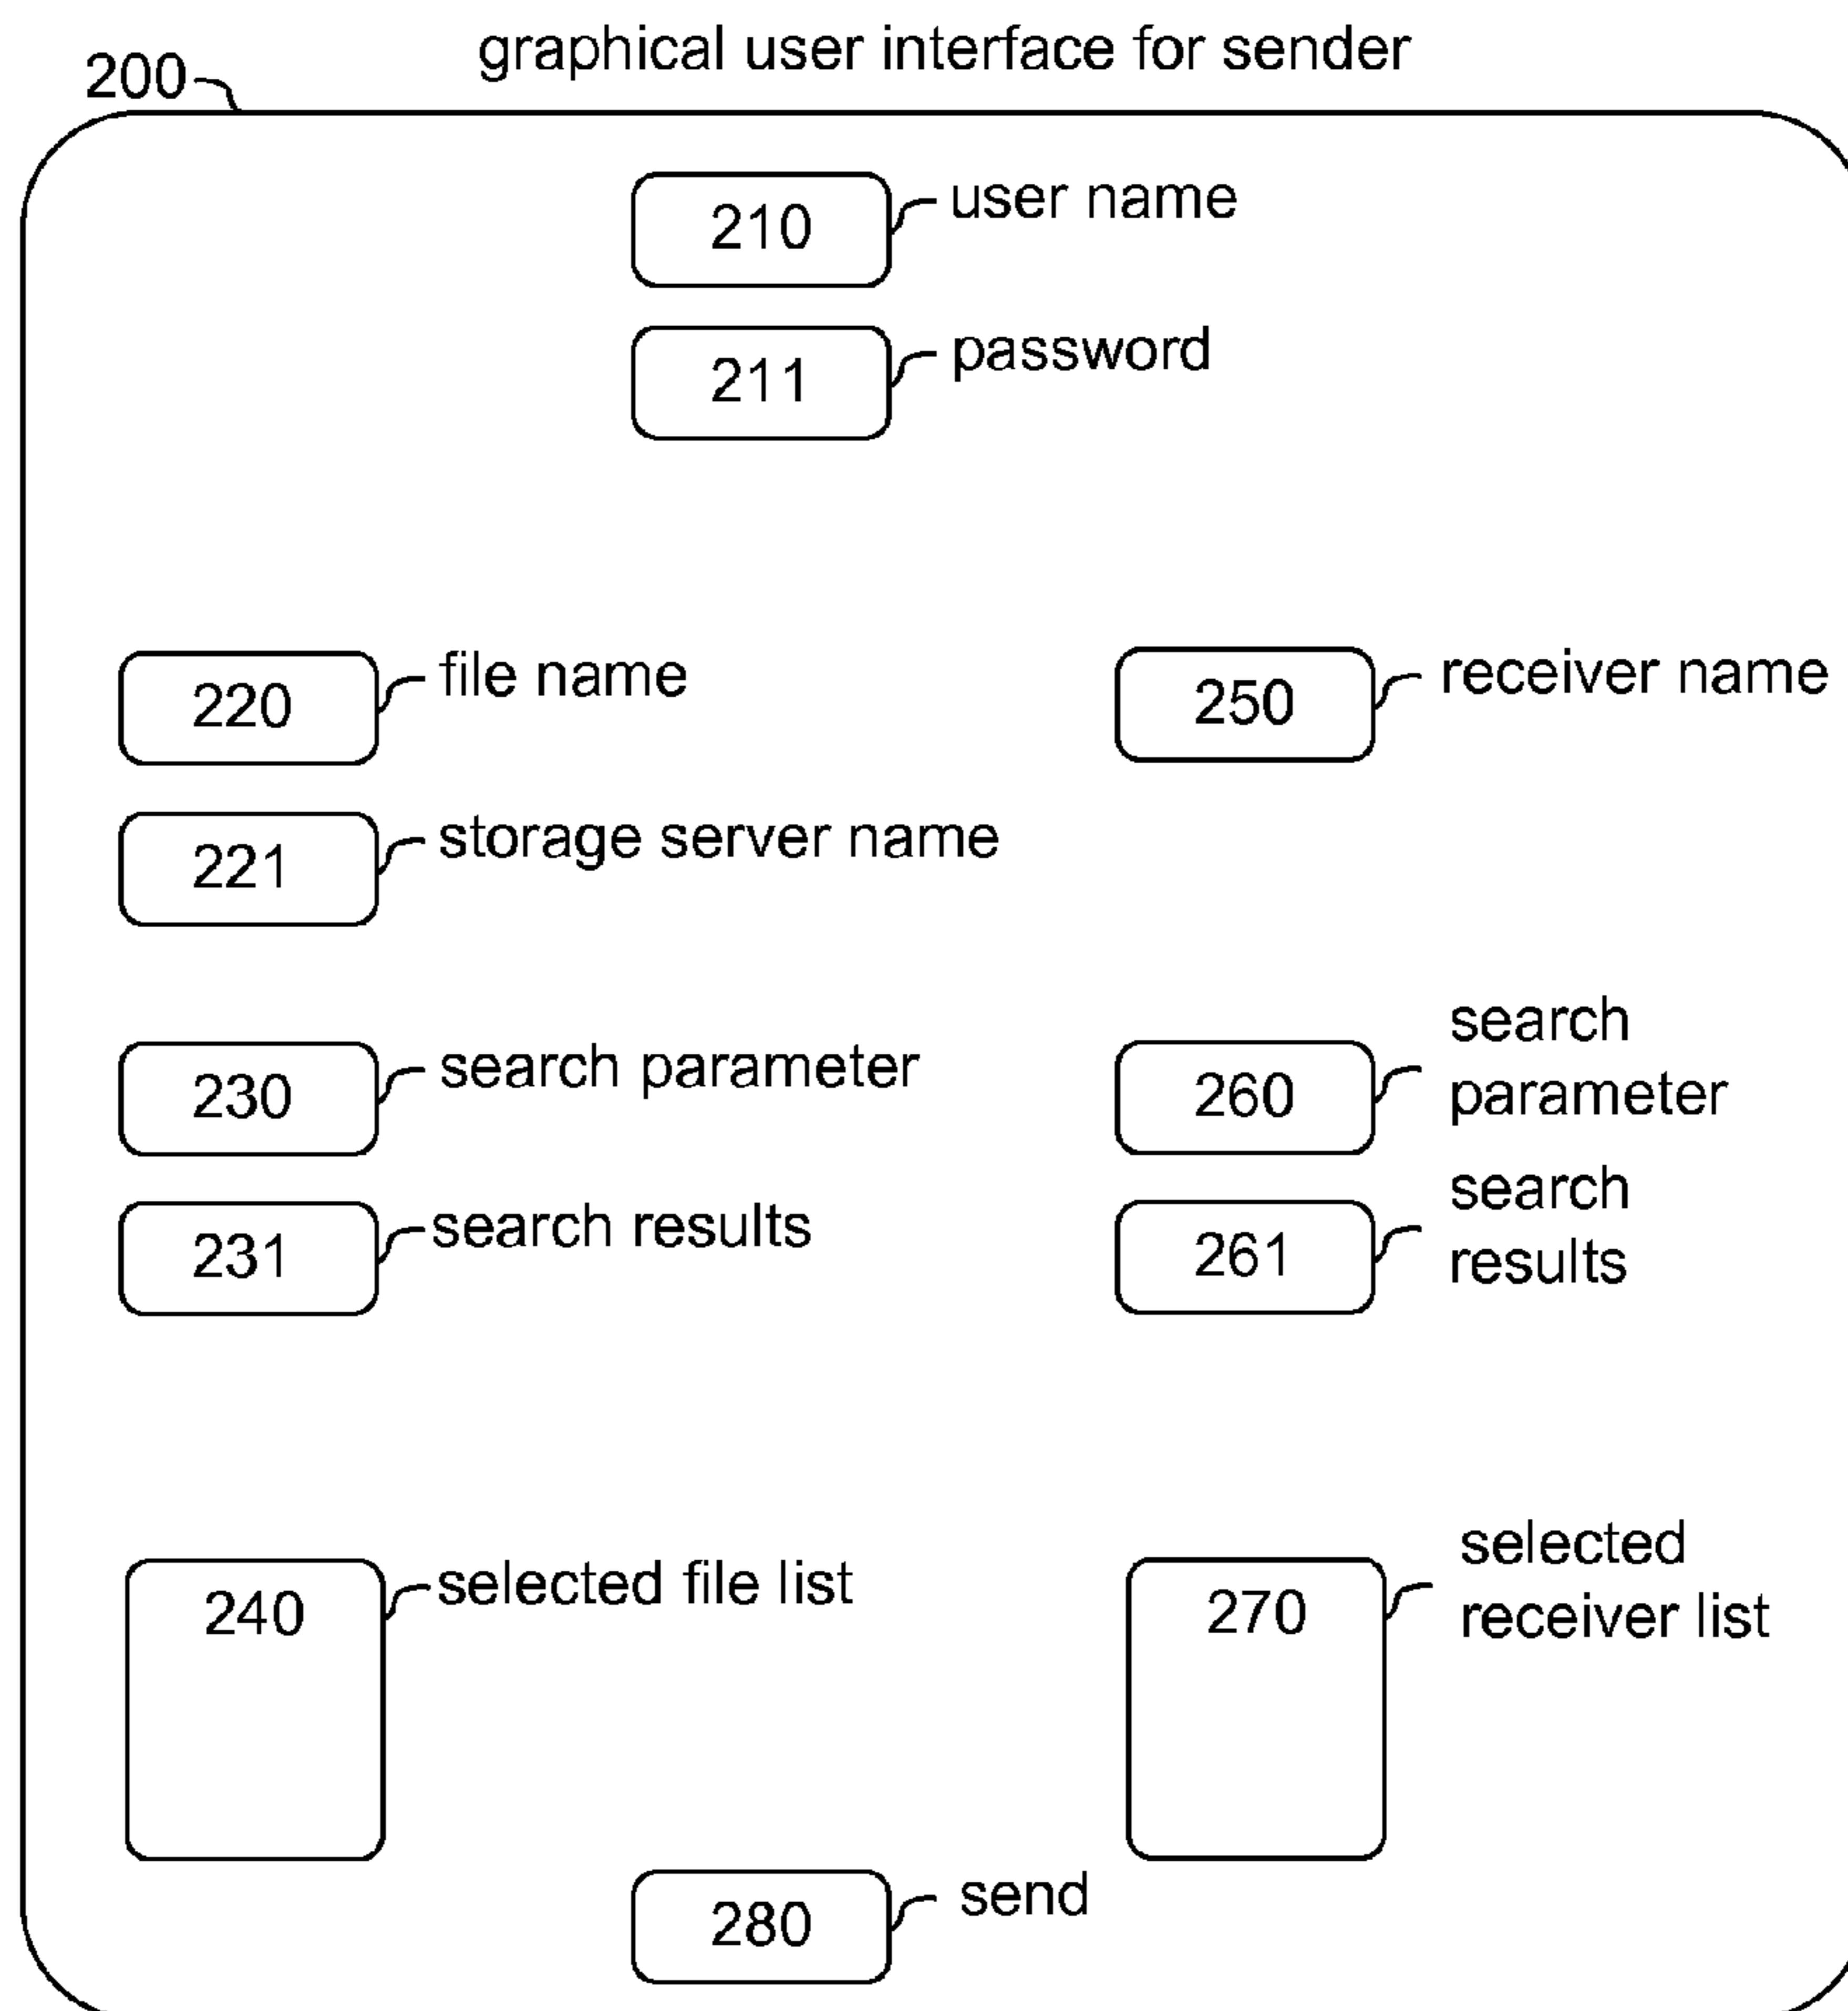 graphical user interface for sender
200
210 user name
211 password
220 file name
250 receiver name
221 storage server name
230 search parameter
260 search
parameter
231 search results
261 search
results
240 selected file list
270 selected
receiver list
280 send